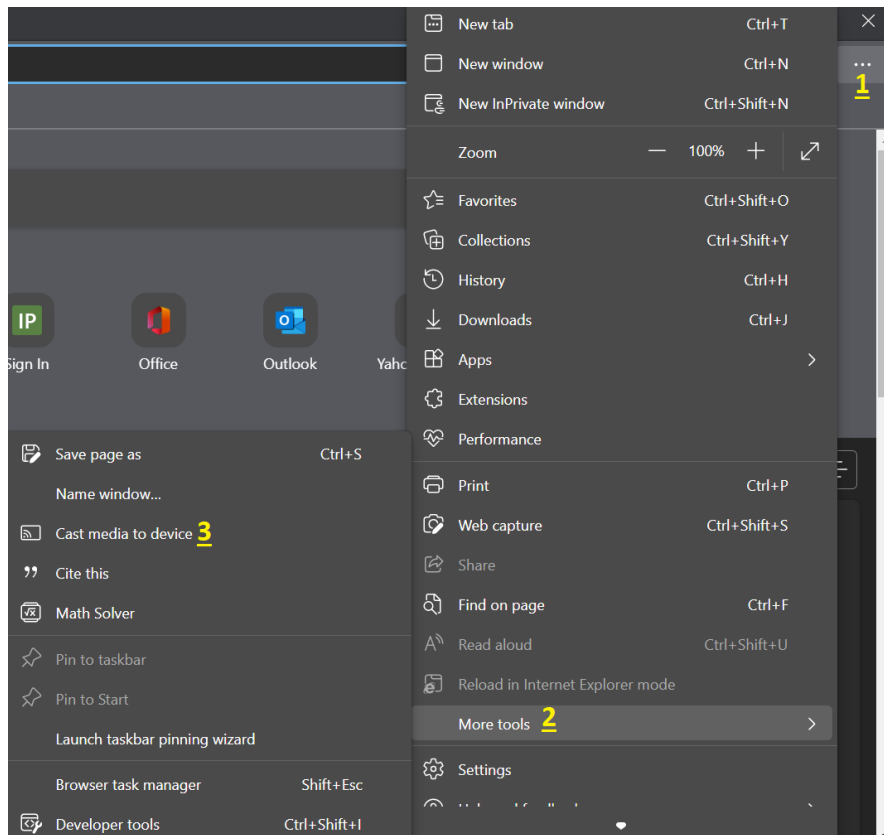 New tab Ctrl+T
1
New window Ctrl+N
New InPrivate window Ctrl+Shift+N
Zoom 100%
Favorites Ctrl+Shift+O
Collections Ctrl+Shift+Y
History Ctrl+H
Downloads Ctrl+J
Apps
Extensions
Performance
Print Ctrl+P
Web capture Ctrl+Shift+S
Share
Find on page Ctrl+F
Read aloud Ctrl+Shift+U
Reload in Internet Explorer mode
More tools 2
Settings
IP
Sign In
Office
Outlook
Yaho
Save page as Ctrl+S
Name window...
Cast media to device 3
Cite this
Math Solver
Pin to taskbar
Pin to Start
Launch taskbar pinning wizard
Browser task manager Shift+Esc
Developer tools Ctrl+Shift+I